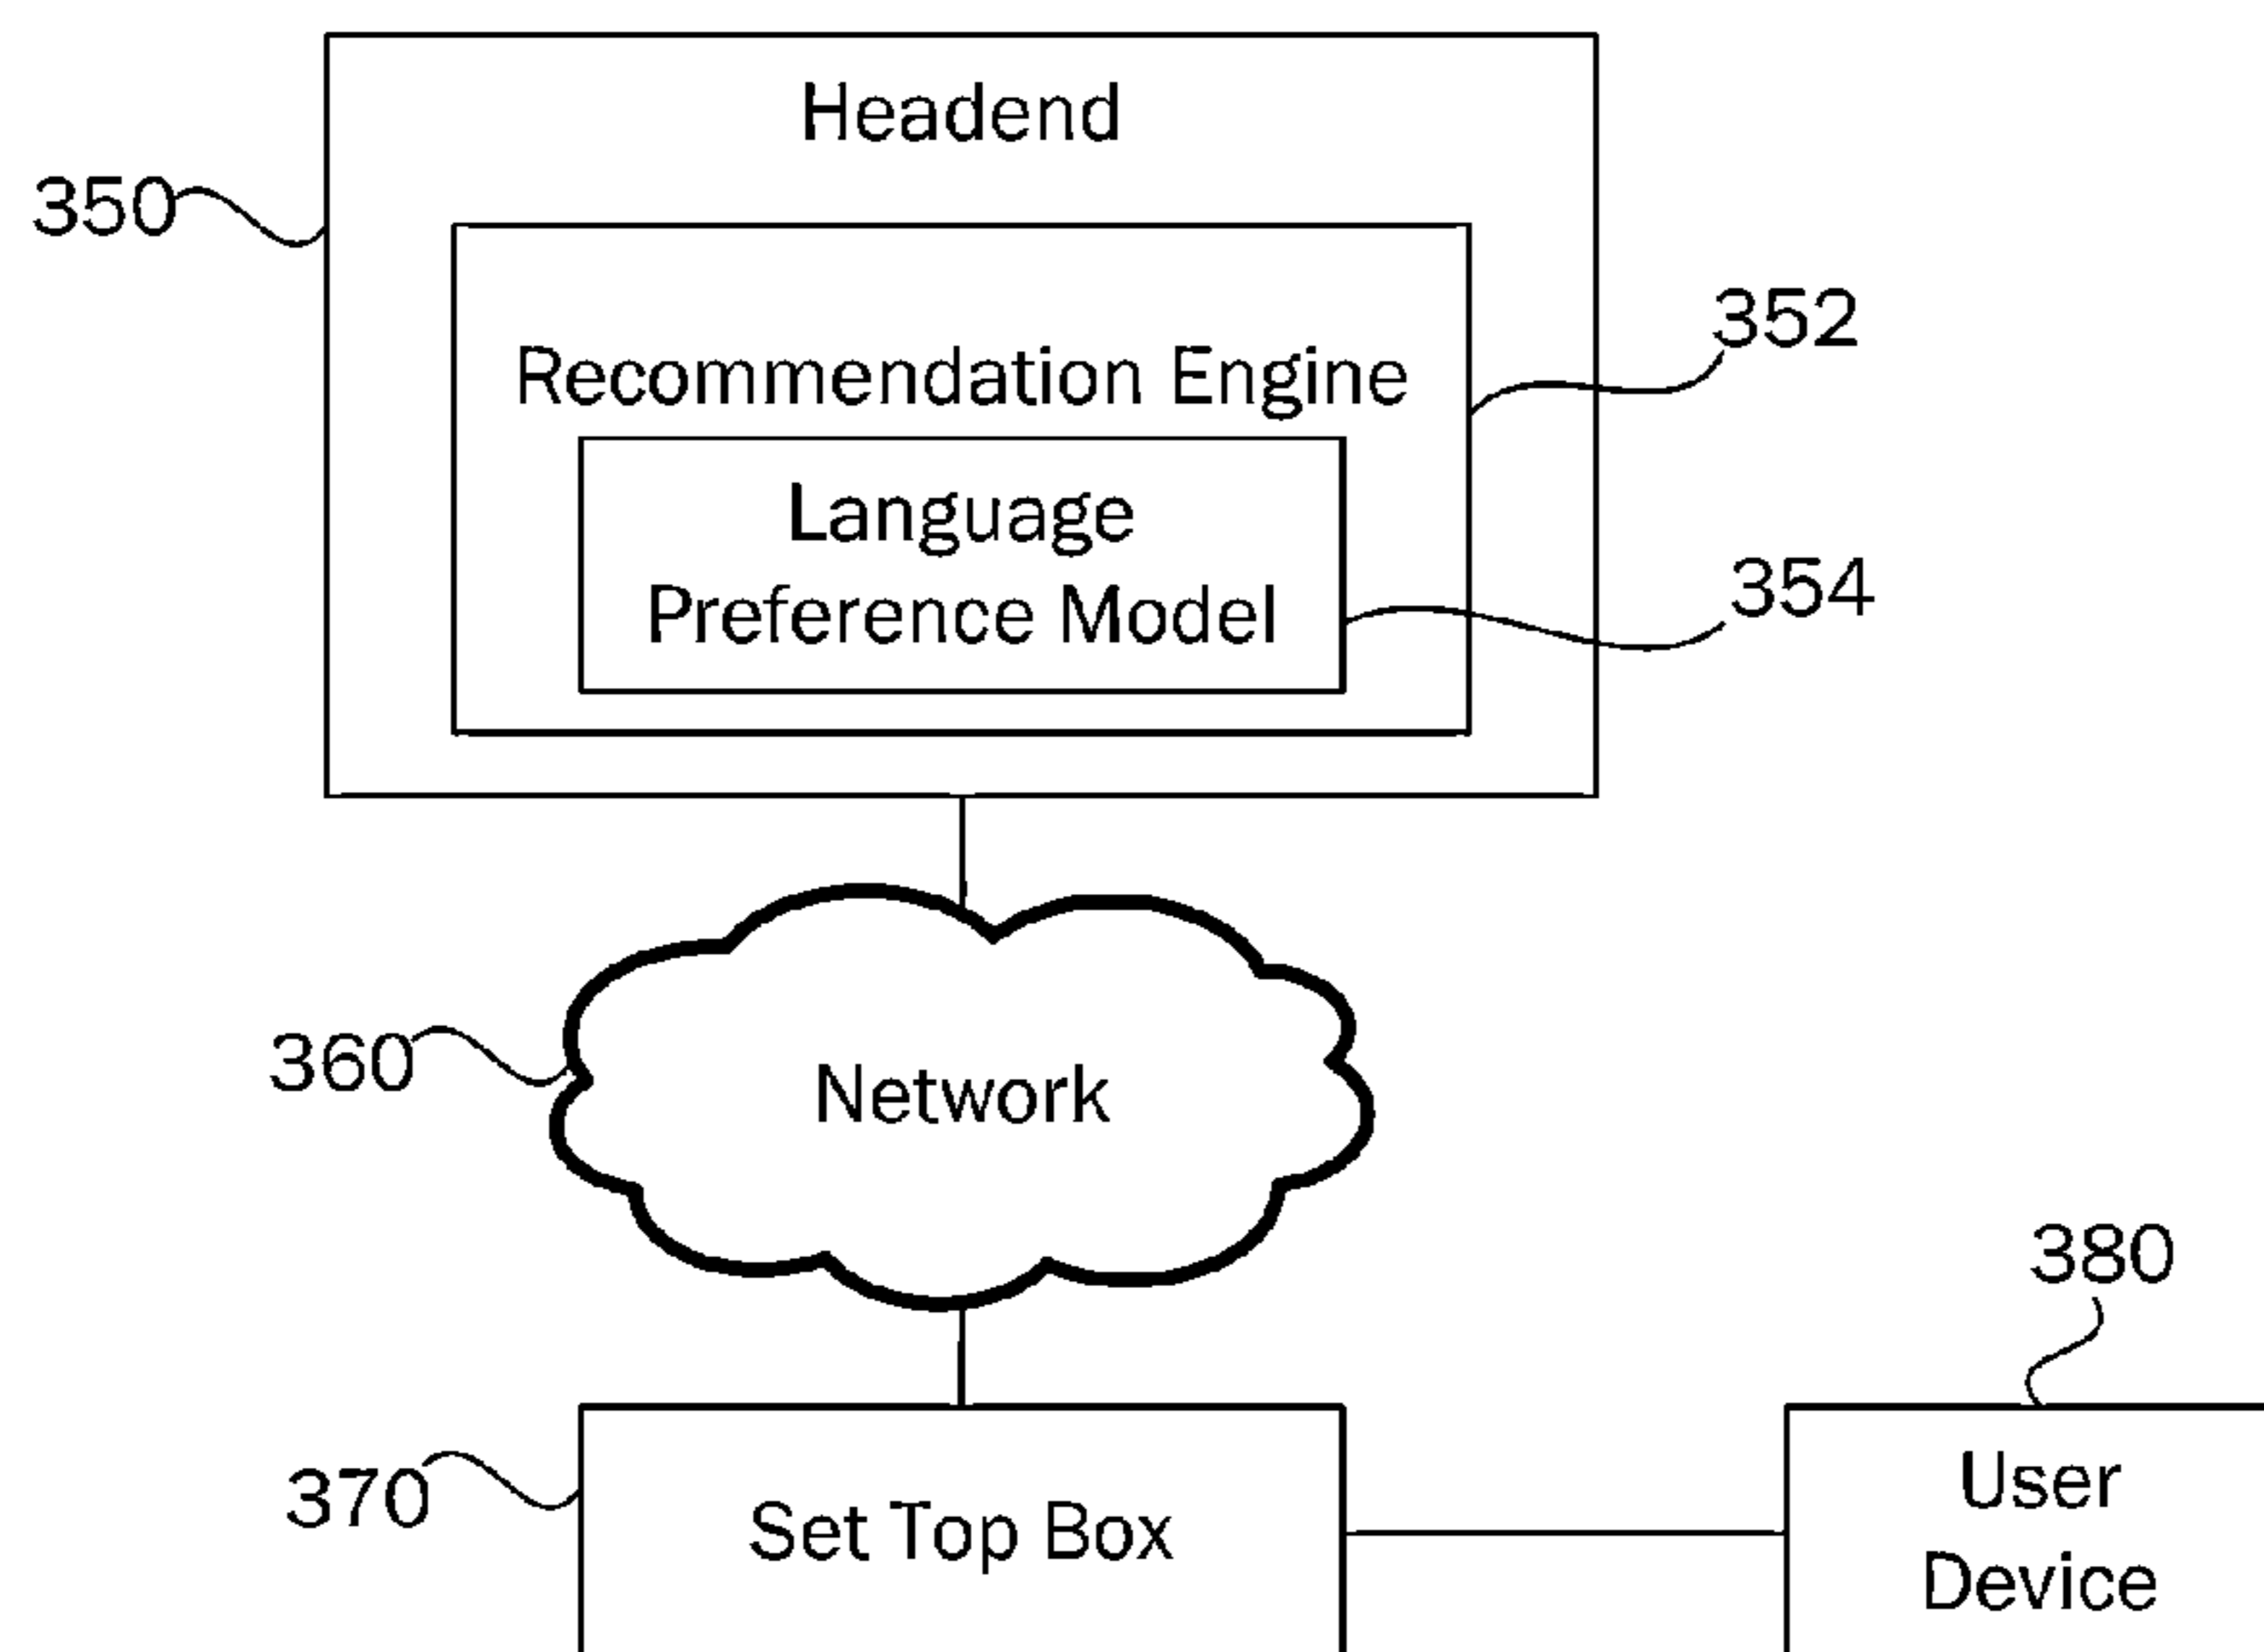 Headend
350
352
Recommendation Engine
Language
Preference Model
354
360
Network
380
370
Set Top Box
User
Device